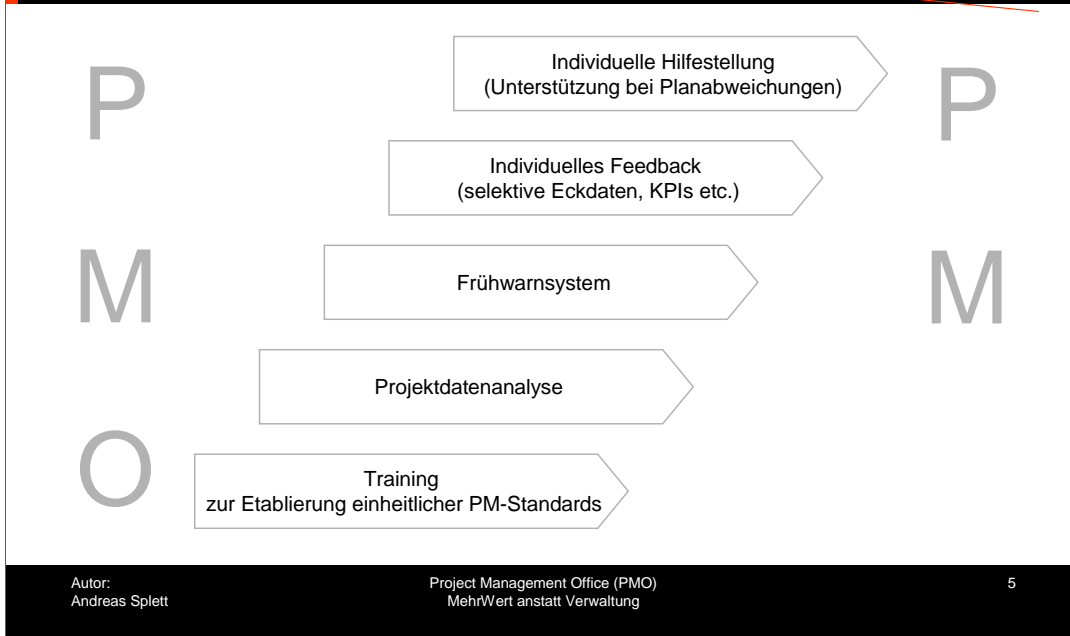 P
M
O
Individuelle Hilfestellung
(Unterstützung bei Planabweichungen)
Individuelles Feedback
(selektive Eckdaten, KPIs etc.)
Frühwarnsystem
Projektdatenanalyse
Training
zur Etablierung einheitlicher PM-Standards
P
M
Autor:
Andreas Splett
Project Management Office (PMO)
MehrWert anstatt Verwaltung
5